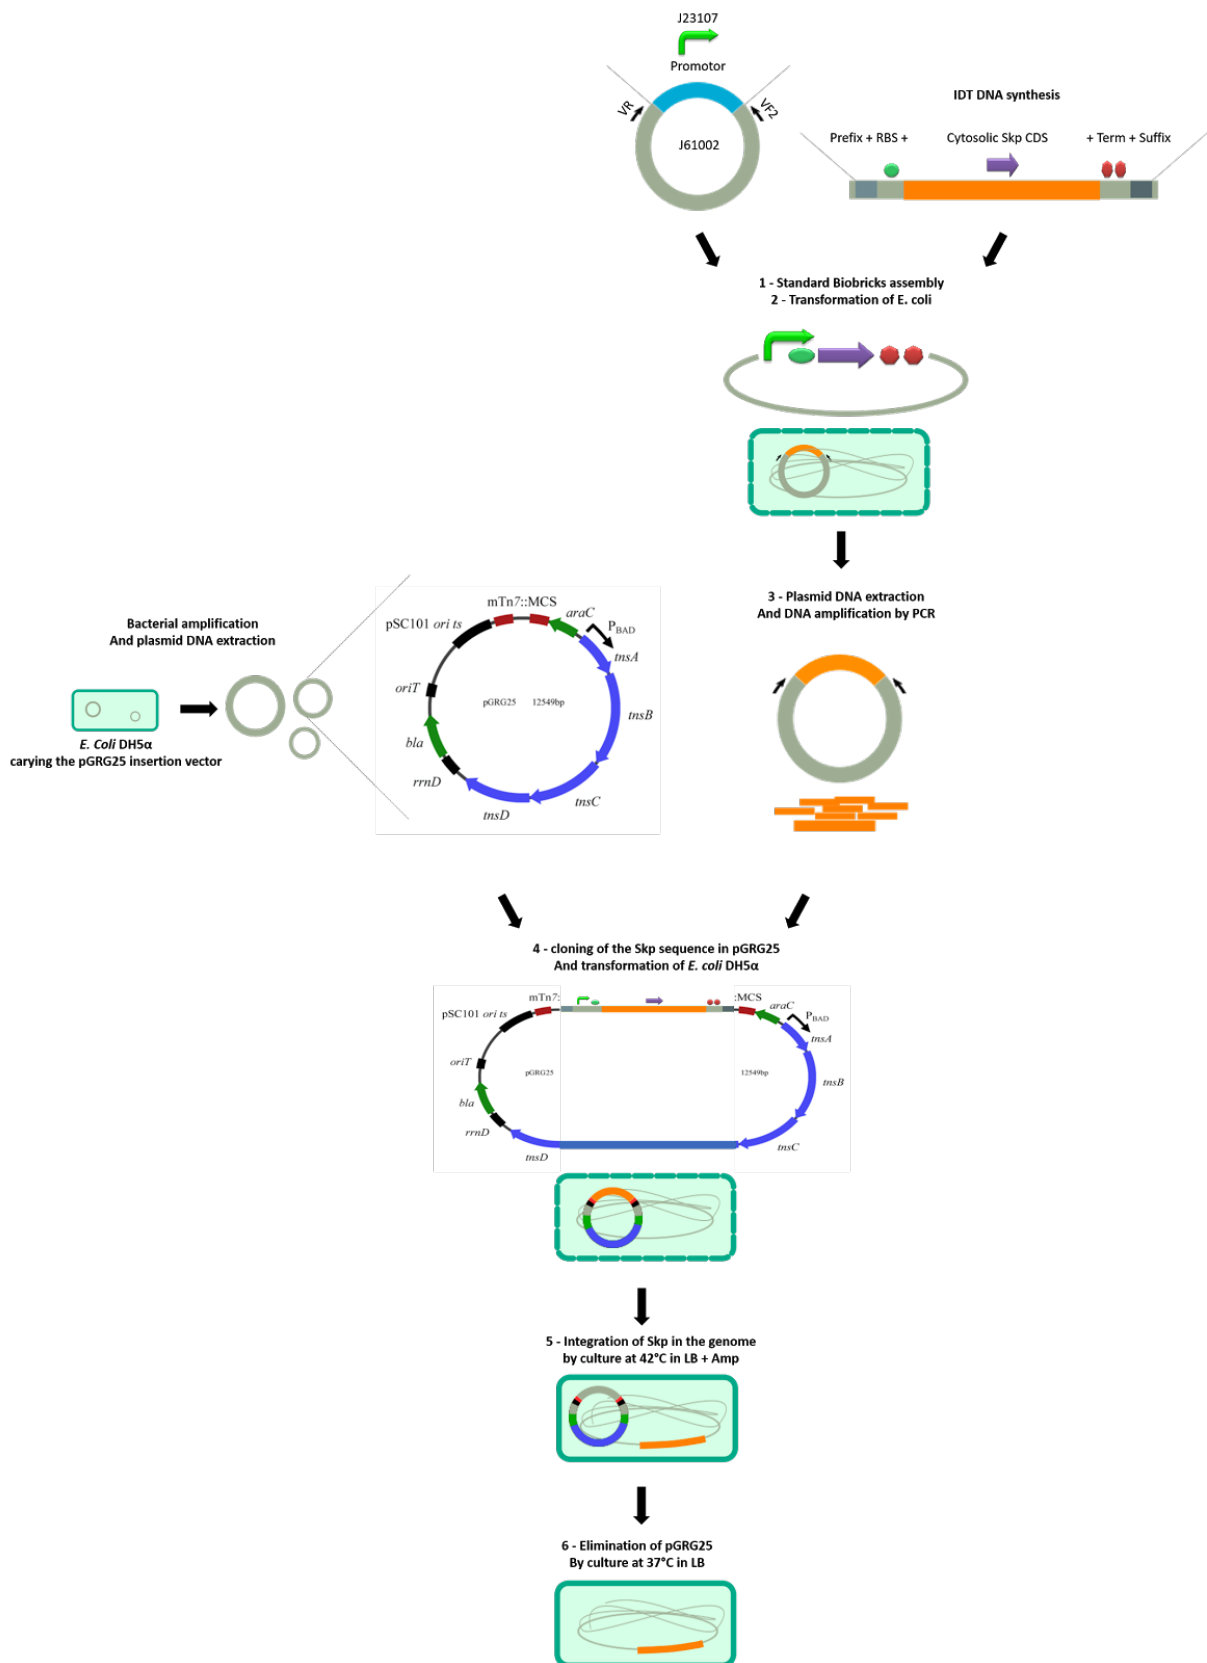 J23107
Promotor
VR
VF2
J61002
IDT DNA synthesis
Prefix + RBS +
Cytosolic Skp CDS
+ Term + Suffix
1 - Standard Biobricks assembly
2 - Transformation of E. coli
3 - Plasmid DNA extraction
And DNA amplification by PCR
Bacterial amplification
And plasmid DNA extraction
E. Coli DH5α
carying the pGRG25 insertion vector
mTn7::MCS
araC
PBAD
pSC101 ori ts
tnsA
oriT
pGRG25 12549bp
tnsB
bla
rrnD
tnsC
tnsD
4 - cloning of the Skp sequence in pGRG25
And transformation of E. coli DH5α
mTn7:
:MCS
araC
pSC101 ori ts
PBAD
tnsA
oriT
pGRG25
12549bp
tnsB
bla
rrnD
tnsC
tnsD
5 - Integration of Skp in the genome
by culture at 42°C in LB + Amp
6 - Elimination of pGRG25
By culture at 37°C in LB